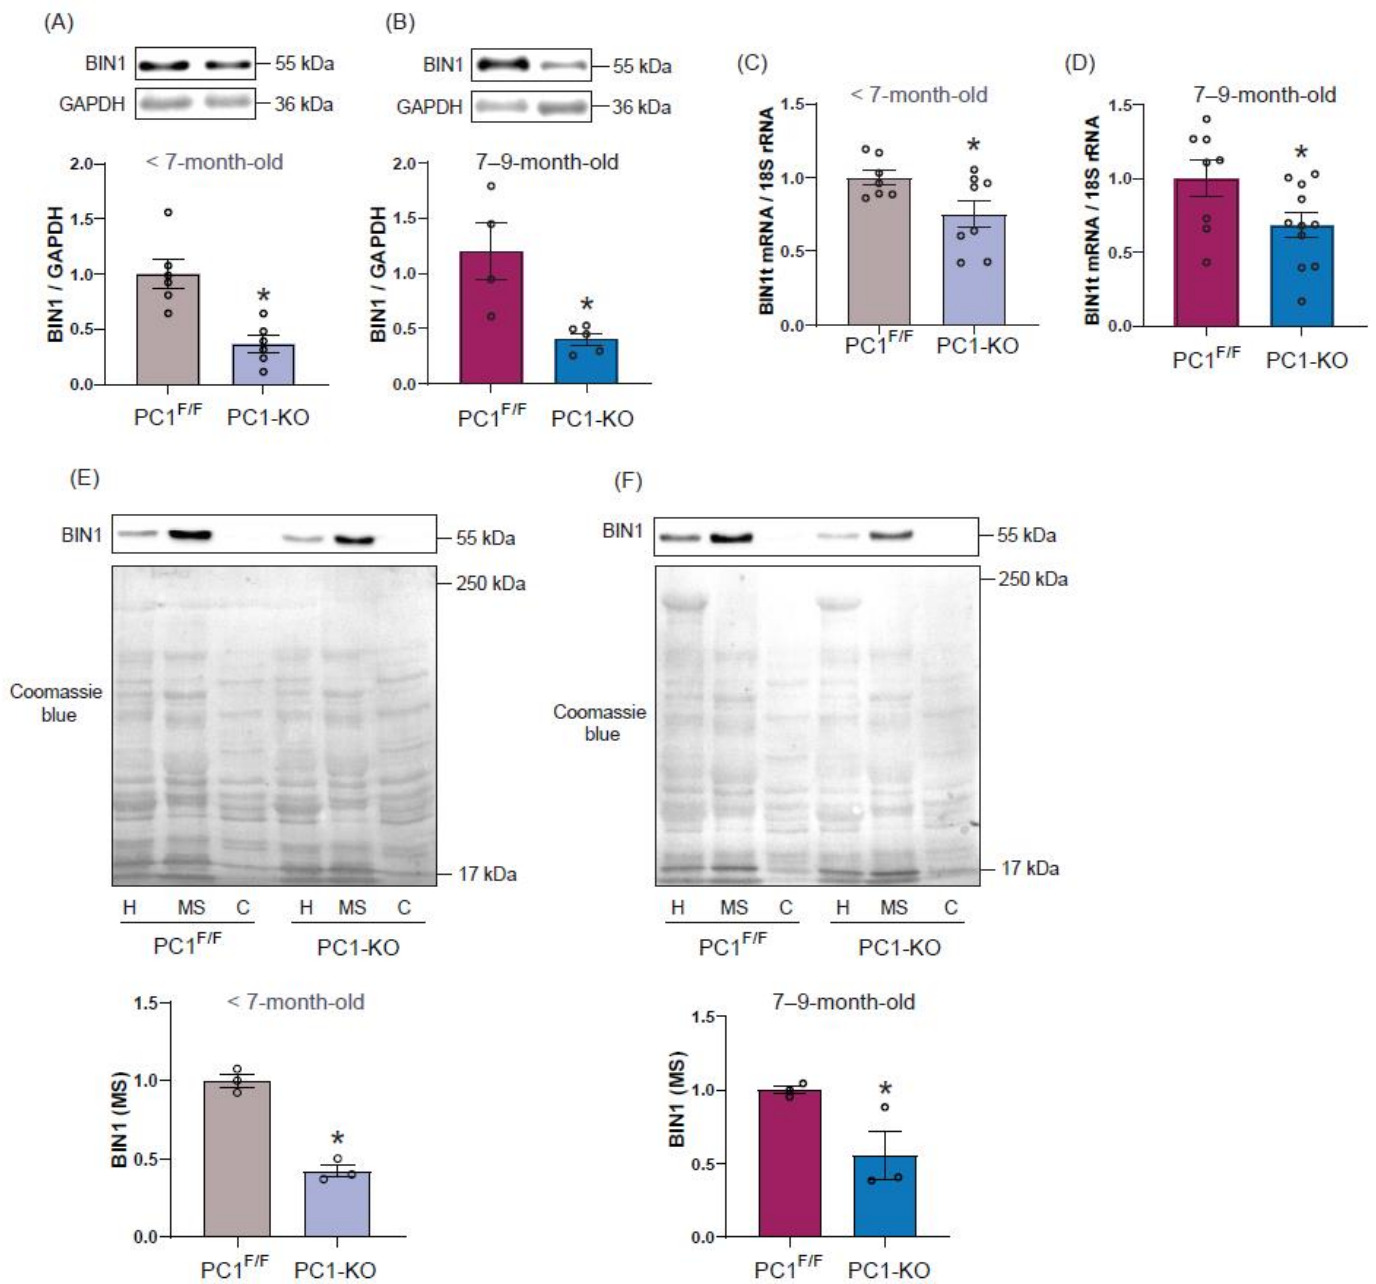 (A)
BIN1
55 kDa
GAPDH
36 kDa
< 7-month-old
2.0
1.5
1.0
0.5
0.0
BIN1 / GAPDH
*
PC1F/F
PC1-KO
(B)
BIN1
55 kDa
GAPDH
36 kDa
7–9-month-old
2.0
1.5
1.0
0.5
0.0
BIN1 / GAPDH
*
PC1F/F
PC1-KO
(C)
< 7-month-old
1.5
1.0
0.5
0.0
BIN1t mRNA / 18S rRNA
*
PC1F/F
PC1-KO
(D)
7–9-month-old
1.5
1.0
0.5
0.0
BIN1t mRNA / 18S rRNA
*
PC1F/F
PC1-KO
(E)
BIN1
55 kDa
250 kDa
Coomassie
blue
17 kDa
H MS C H MS C
PC1F/F PC1-KO
< 7-month-old
1.5
1.0
0.5
0.0
BIN1 (MS)
*
PC1F/F
PC1-KO
(F)
BIN1
55 kDa
250 kDa
Coomassie
blue
17 kDa
H MS C H MS C
PC1F/F PC1-KO
7–9-month-old
1.5
1.0
0.5
0.0
BIN1 (MS)
*
PC1F/F
PC1-KO